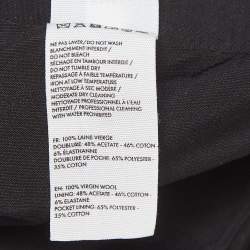 NE PAS LAVER/DO NOT WASH
BLANCHIMENT INTERDIT /
DO NOT BLEACH
SECHAGE EN TAMBOUR INTERDIT /
DO NOT TUMBLE DRY
REPASSAGE À FAIBLE TEMPÉRATURE /
IRON AT LOW TEMPERATURE
NETTOYAGE À SEC MODÉRÉ /
MODERATE DRY CLEANING
NETTOYAGE PROFESSIONNEL À L'EAU
INTERDIT / PROFESSIONAL CLEANING
WITH WATER PROHIBITED
FR: 100% LAINE VIERGE
DOUBLURE: 48% ACETATE - 46% COTON -
6% ÉLASTHANNE
DOUBLURE DE POCHE: 65% POLYESTER -
35% COTON
EN: 100% VIRGIN WOOL
LINING: 48% ACETATE - 46% COTTON -
6% ELASTANE
POCKET LINING: 65% POLYESTER -
35% COTTON